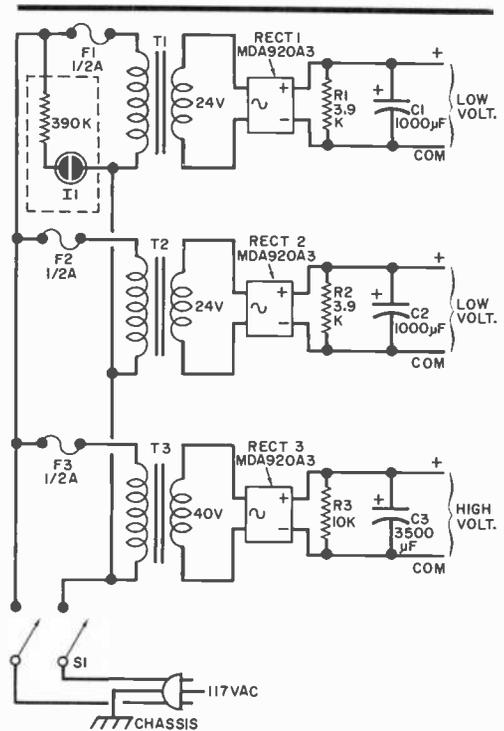 F1
1/2A
390K
I1
T1
24V
RECT 1
MDA920A3
+
−
R1
3.9
K
+
C1
1000µF
+
COM
LOW
VOLT.
F2
1/2A
T2
24V
RECT 2
MDA920A3
+
−
R2
3.9
K
+
C2
1000µF
+
COM
LOW
VOLT.
F3
1/2A
T3
40V
RECT 3
MDA920A3
+
−
R3
10K
+
C3
3500
µF
+
COM
HIGH
VOLT.
S1
117VAC
CHASSIS